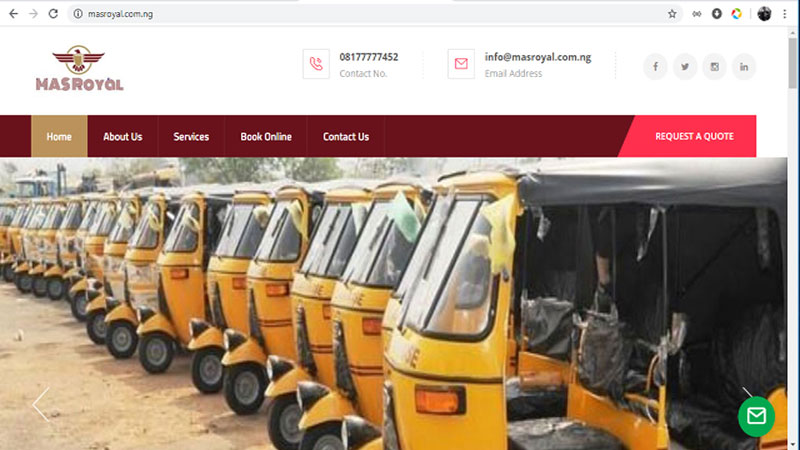 masroyal.com.ng
MASROYAL
08177777452
Contact No.
info@masroyal.com.ng
Email Address
Home
About Us
Services
Book Online
Contact Us
REQUEST A QUOTE